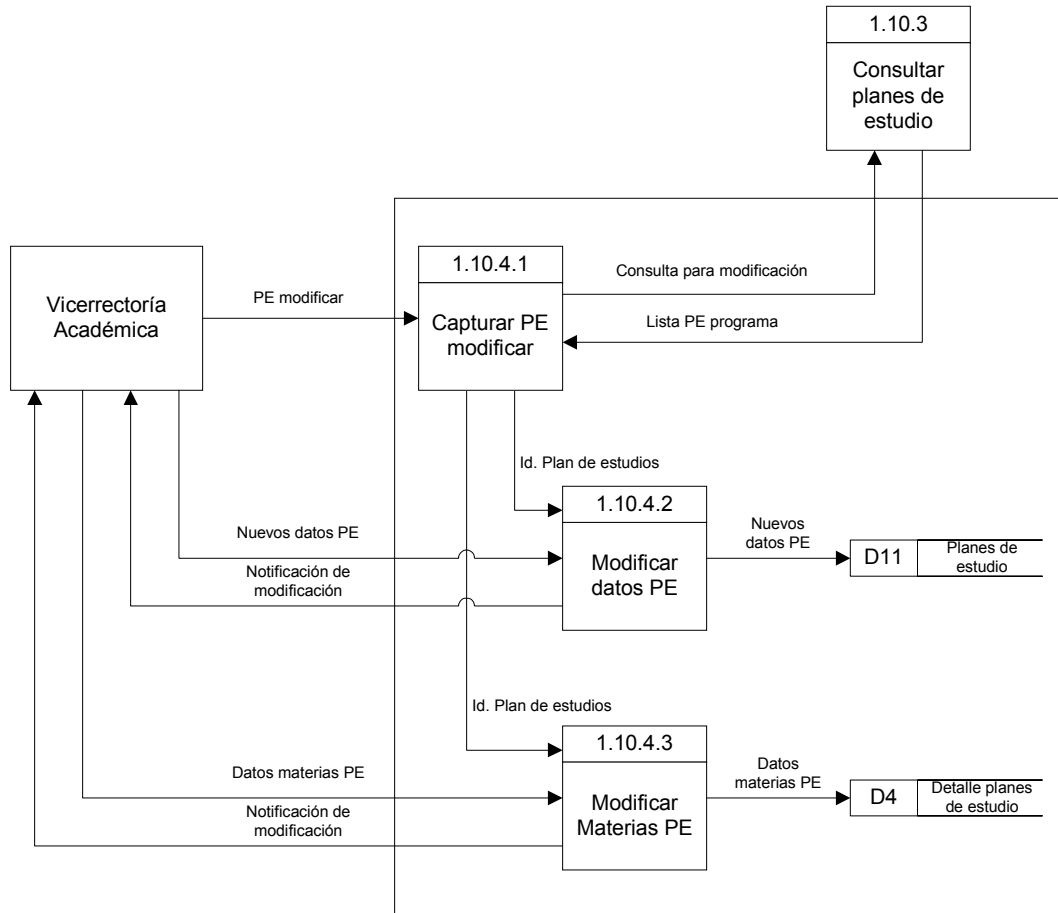 1.10.3
Consultar
planes de
estudio
1.10.4.1
Consulta para modificación
Vicerrectoría
Académica
PE modificar
Capturar PE
modificar
Lista PE programa
Id. Plan de estudios
1.10.4.2
Nuevos datos PE
Nuevos
datos PE
Modificar
datos PE
D11
Planes de
estudio
Notificación de
modificación
Id. Plan de estudios
1.10.4.3
Datos materias PE
Datos
materias PE
Modificar
Materias PE
D4
Detalle planes
de estudio
Notificación de
modificación